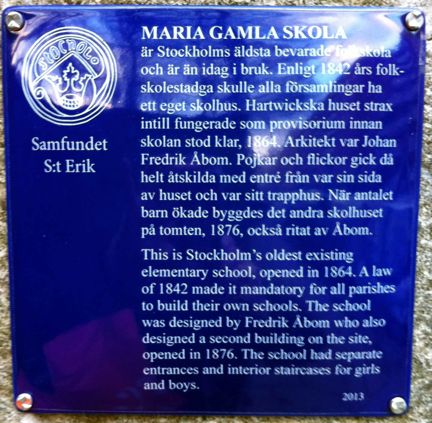 STOCHOLM
Samfundet
S:t Erik
MARIA GAMLA SKOLA
är Stockholms äldsta bevarade folkskola
och är än idag i bruk. Enligt 1842 års folk-
skolestadga skulle alla församlingar ha
ett eget skolhus. Hartwickska huset strax
intill fungerade som provisorium innan
skolan stod klar, 1864. Arkitekt var Johan
Fredrik Åbom. Pojkar och flickor gick då
helt åtskilda med entré från var sin sida
av huset och var sitt trapphus. När antalet
barn ökade byggdes det andra skolhuset
på tomten, 1876, också ritat av Åbom.
This is Stockholm's oldest existing
elementary school, opened in 1864. A law
of 1842 made it mandatory for all parishes
to build their own schools. The school
was designed by Fredrik Åbom who also
designed a second building on the site,
opened in 1876. The school had separate
entrances and interior staircases for girls
and boys.
2013